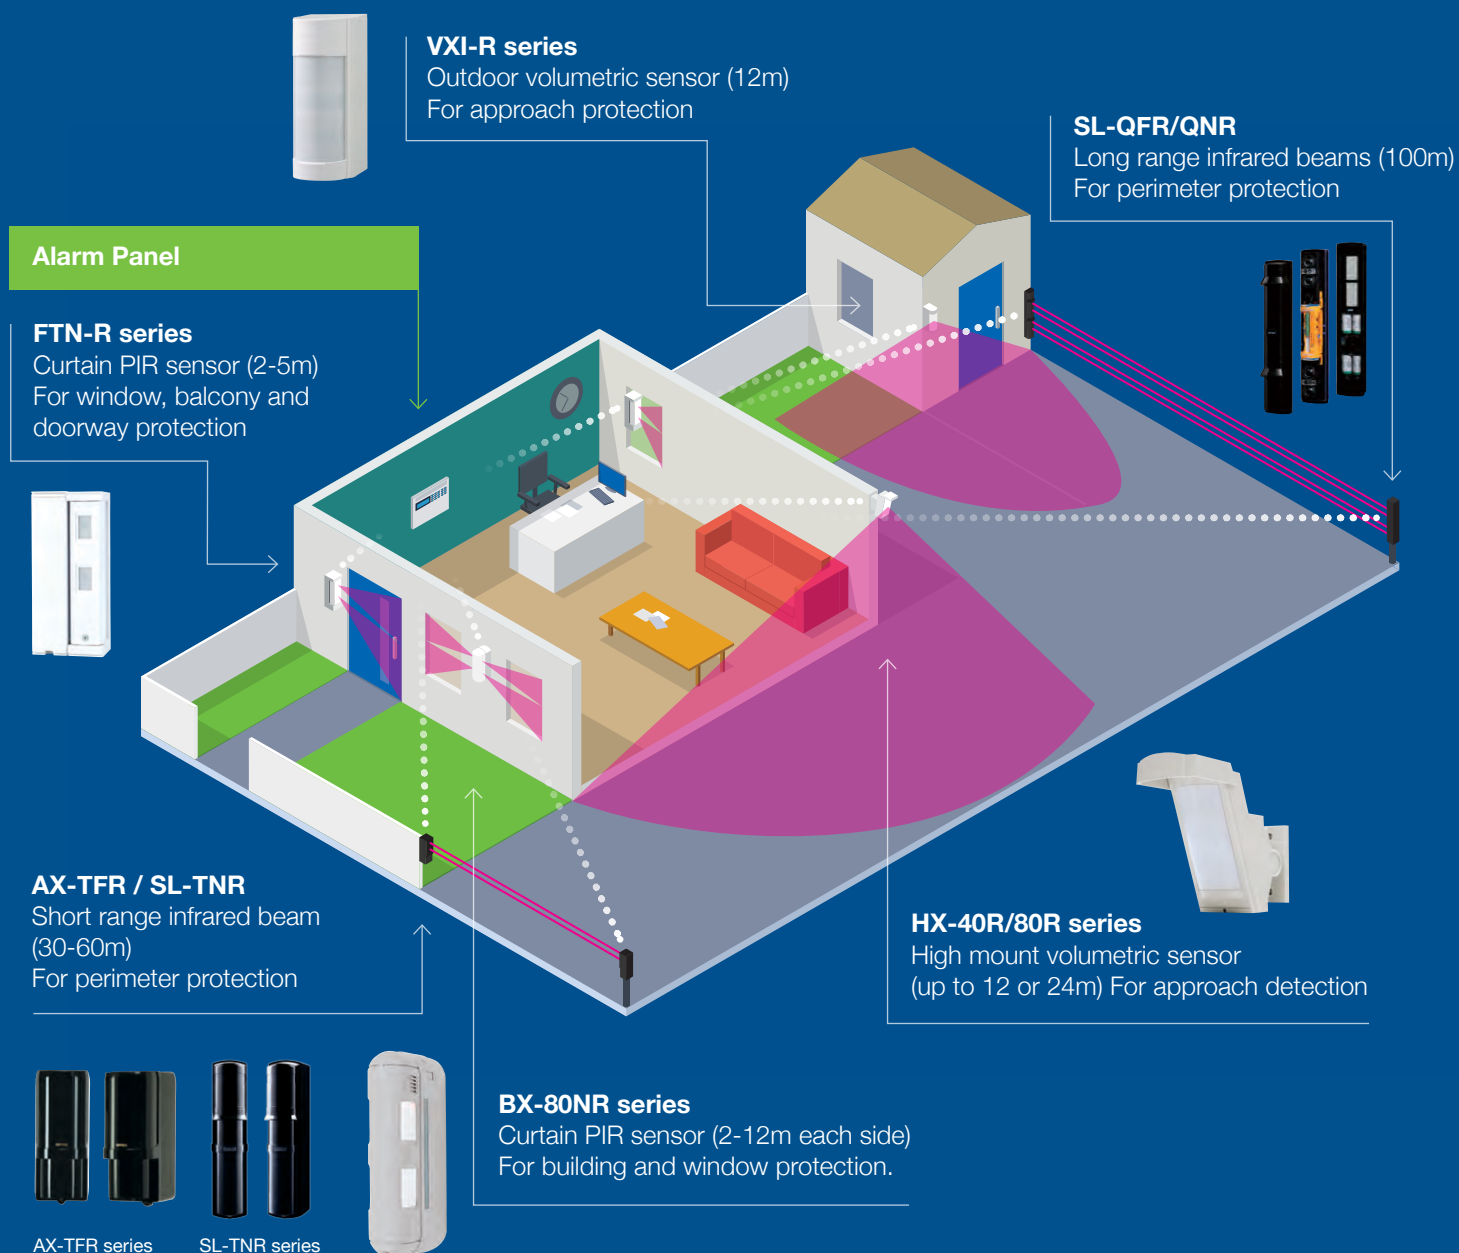 VXI-R series
Outdoor volumetric sensor (12m)
For approach protection
SL-QFR/QNR
Long range infrared beams (100m)
For perimeter protection
Alarm Panel
FTN-R series
Curtain PIR sensor (2-5m)
For window, balcony and
doorway protection
AX-TFR / SL-TNR
Short range infrared beam
(30-60m)
For perimeter protection
HX-40R/80R series
High mount volumetric sensor
(up to 12 or 24m) For approach detection
BX-80NR series
Curtain PIR sensor (2-12m each side)
For building and window protection.
AX-TFR series
SL-TNR series